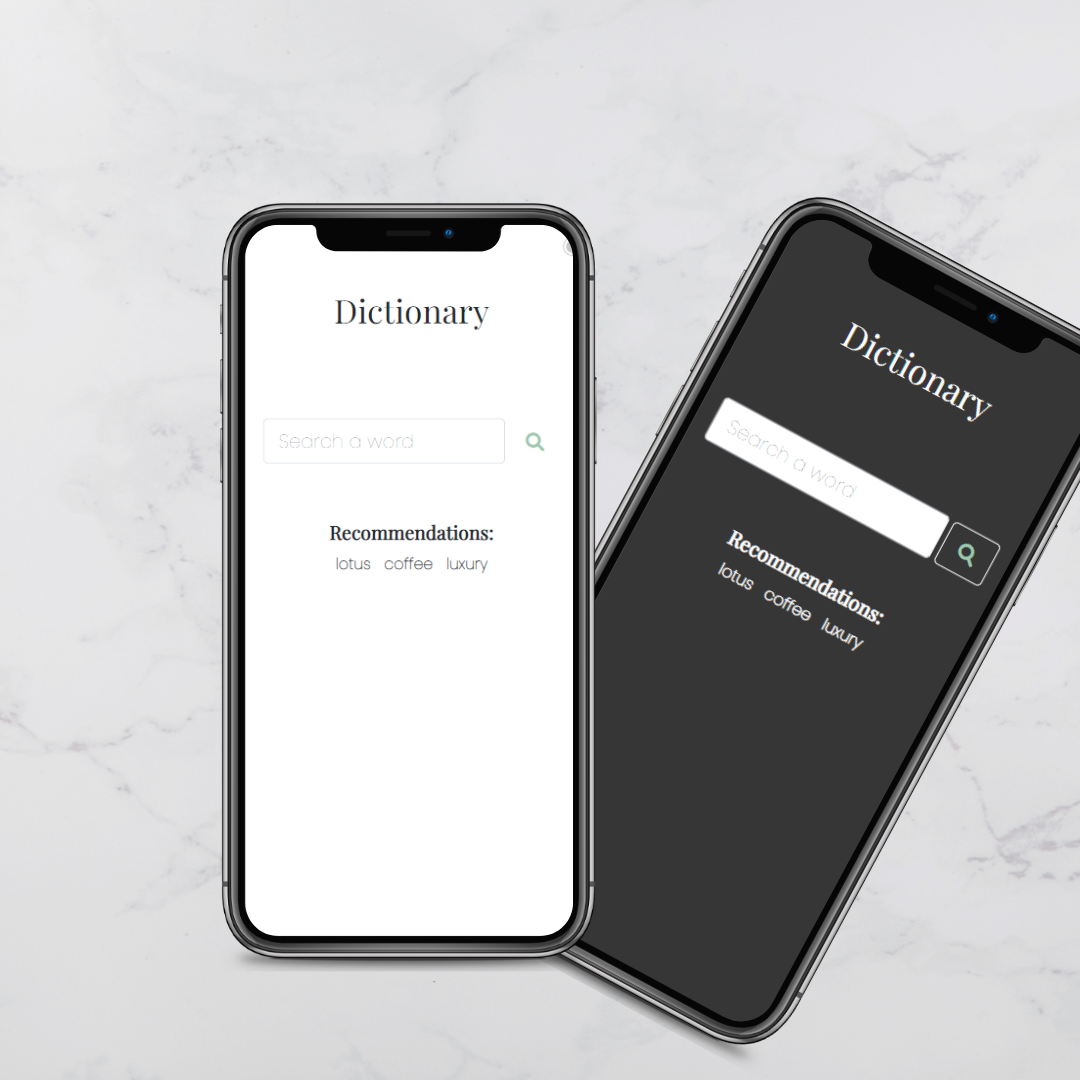 Dictionary
Search a word
Recommendations:
lotus coffee luxury
Dictionary
Search a word
Recommendations:
lotus coffee luxury